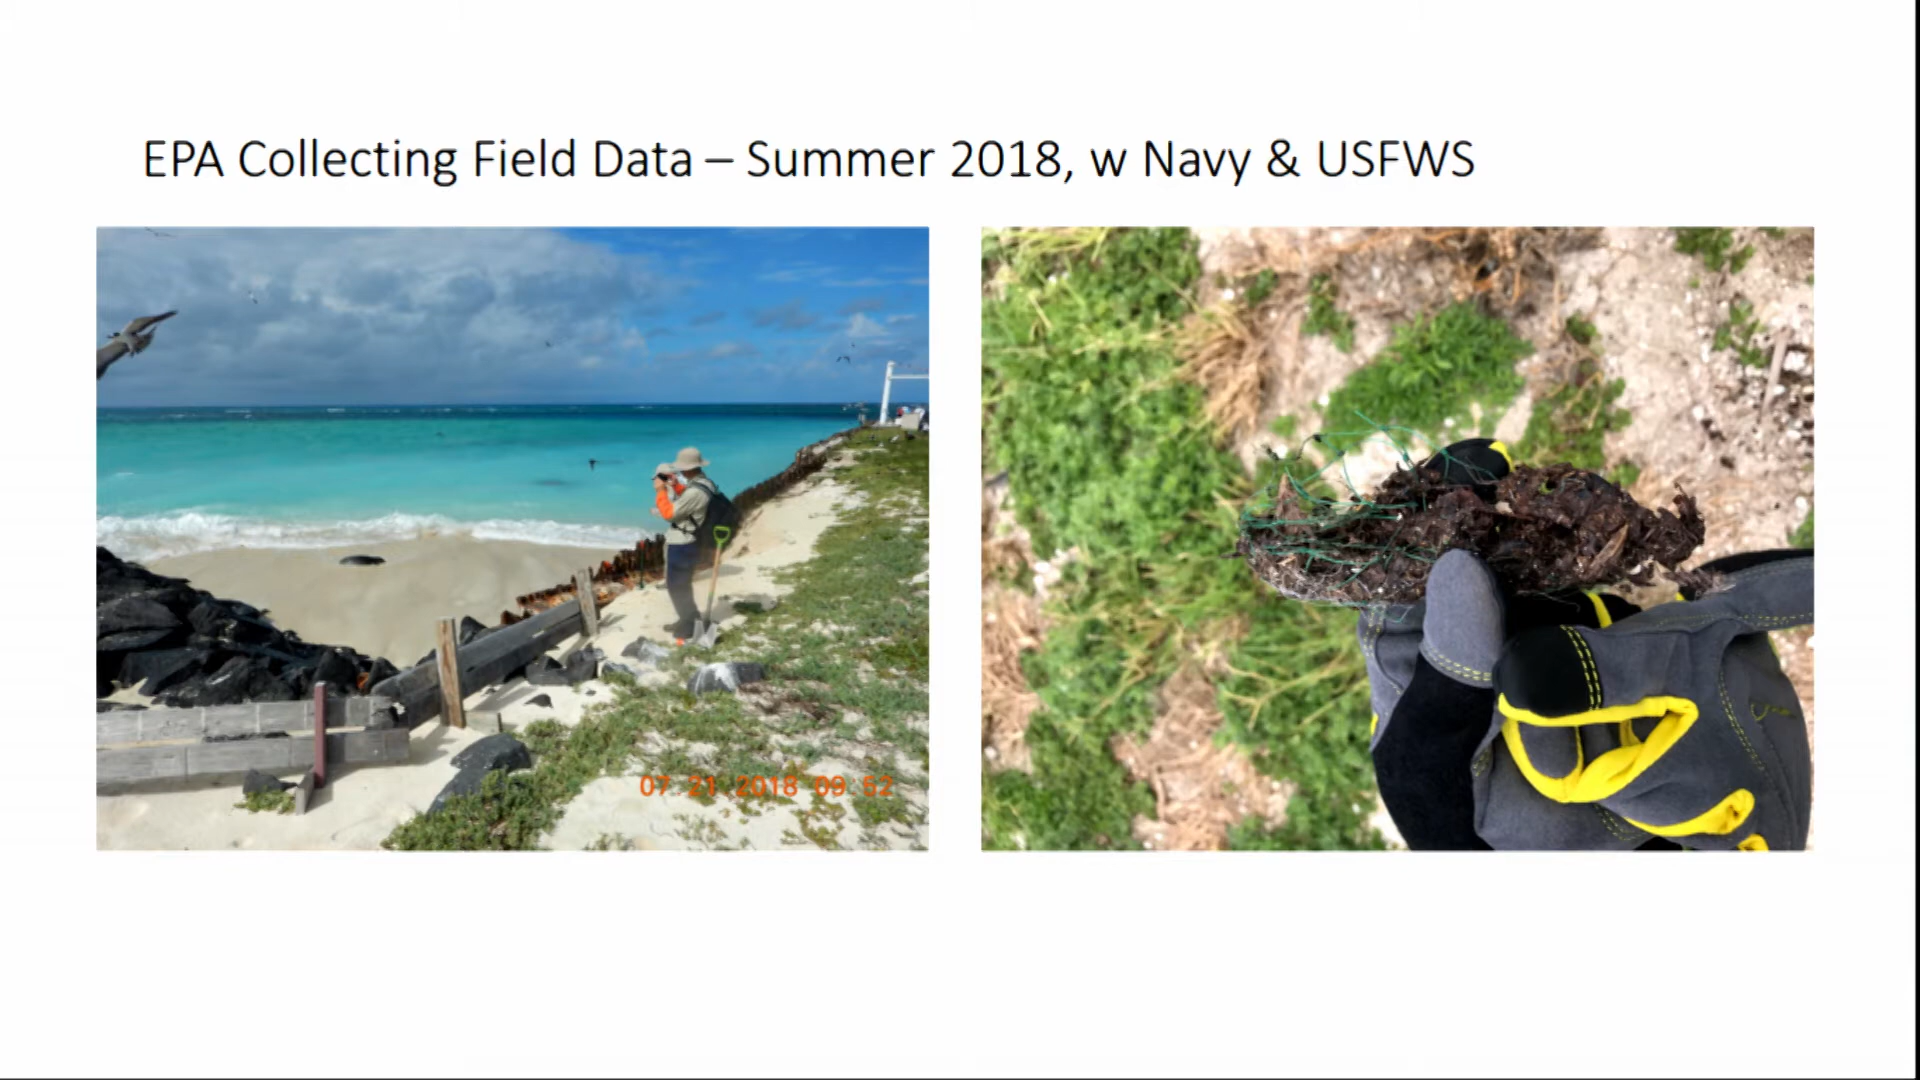 EPA Collecting Field Data – Summer 2018, w Navy & USFWS
07 21 2018 09 52